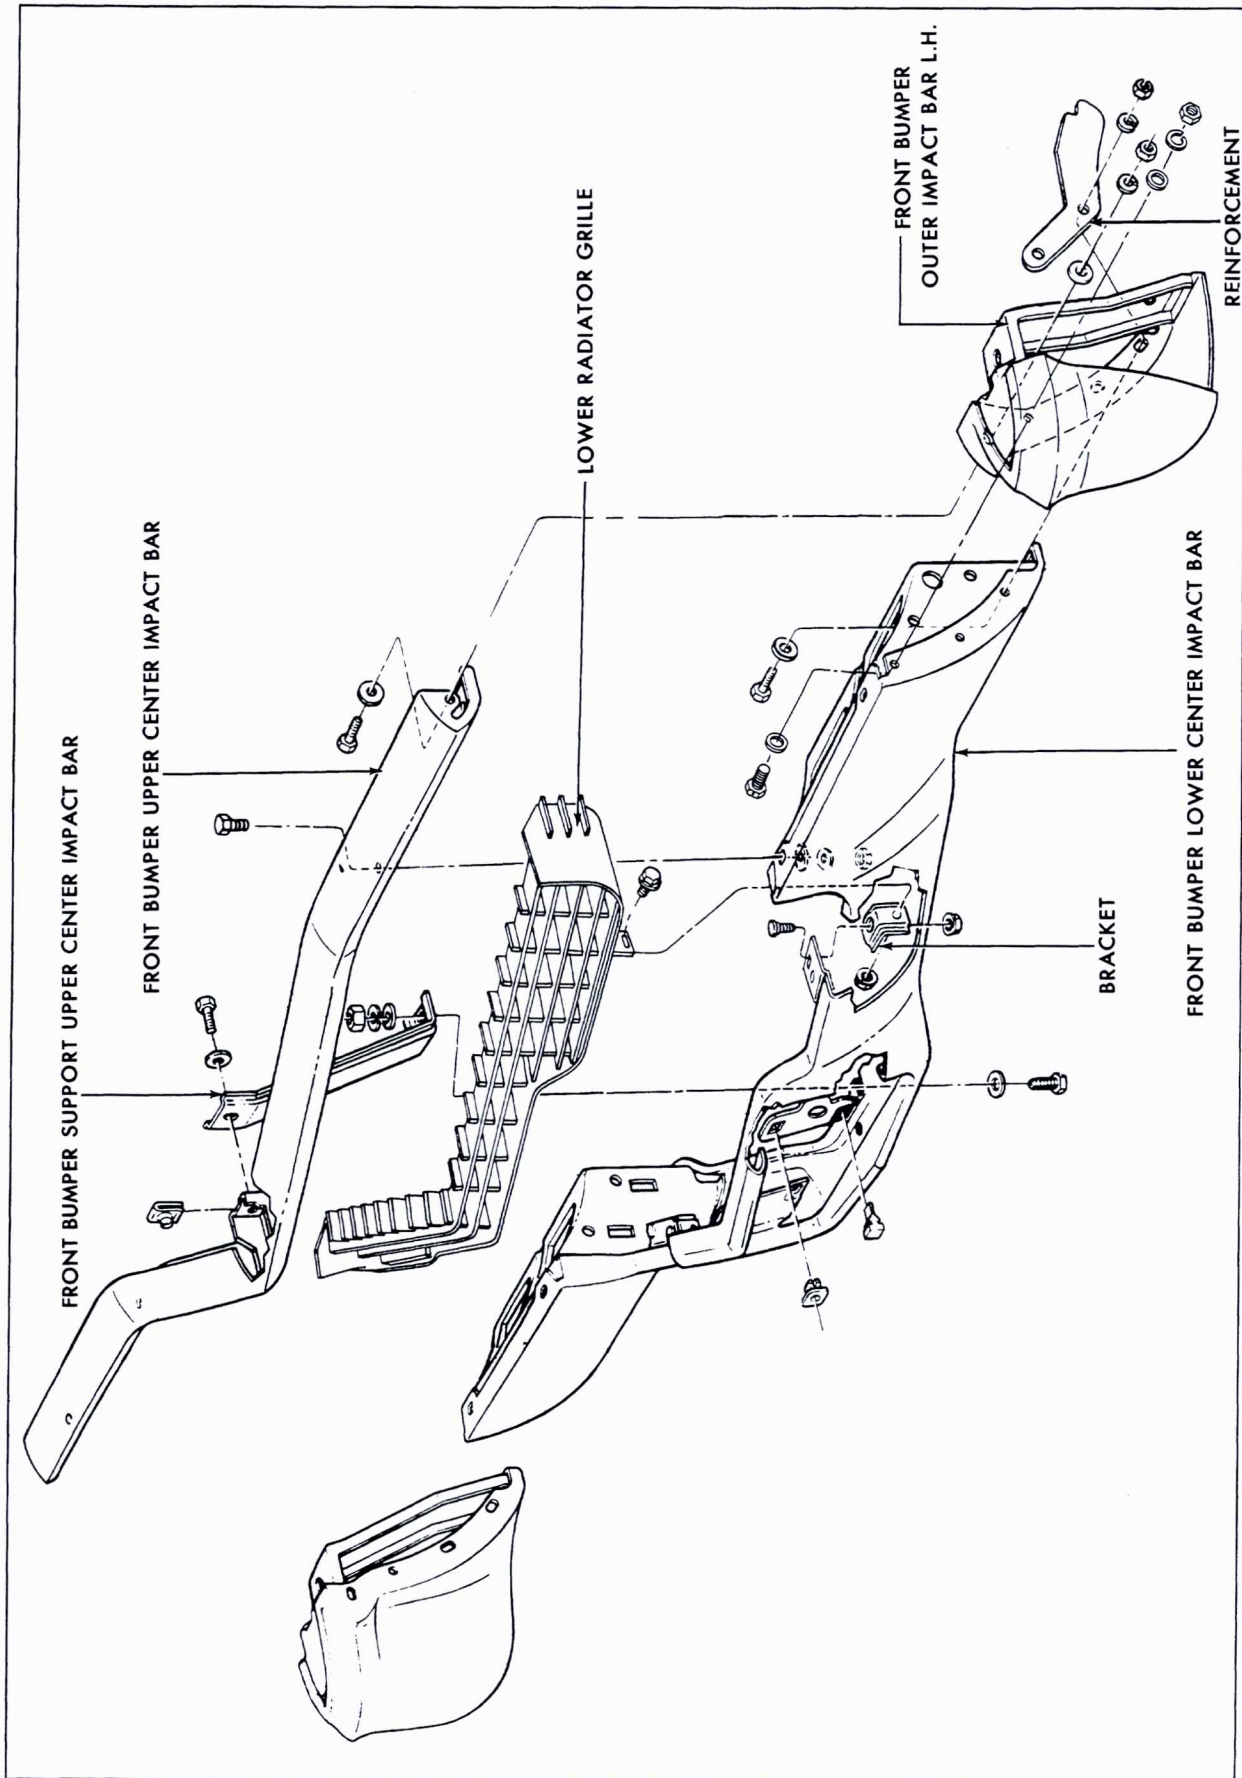 FRONT BUMPER SUPPORT UPPER CENTER IMPACT BAR
FRONT BUMPER UPPER CENTER IMPACT BAR
LOWER RADIATOR GRILLE
FRONT BUMPER
OUTER IMPACT BAR L.H.
BRACKET
FRONT BUMPER LOWER CENTER IMPACT BAR
REINFORCEMENT